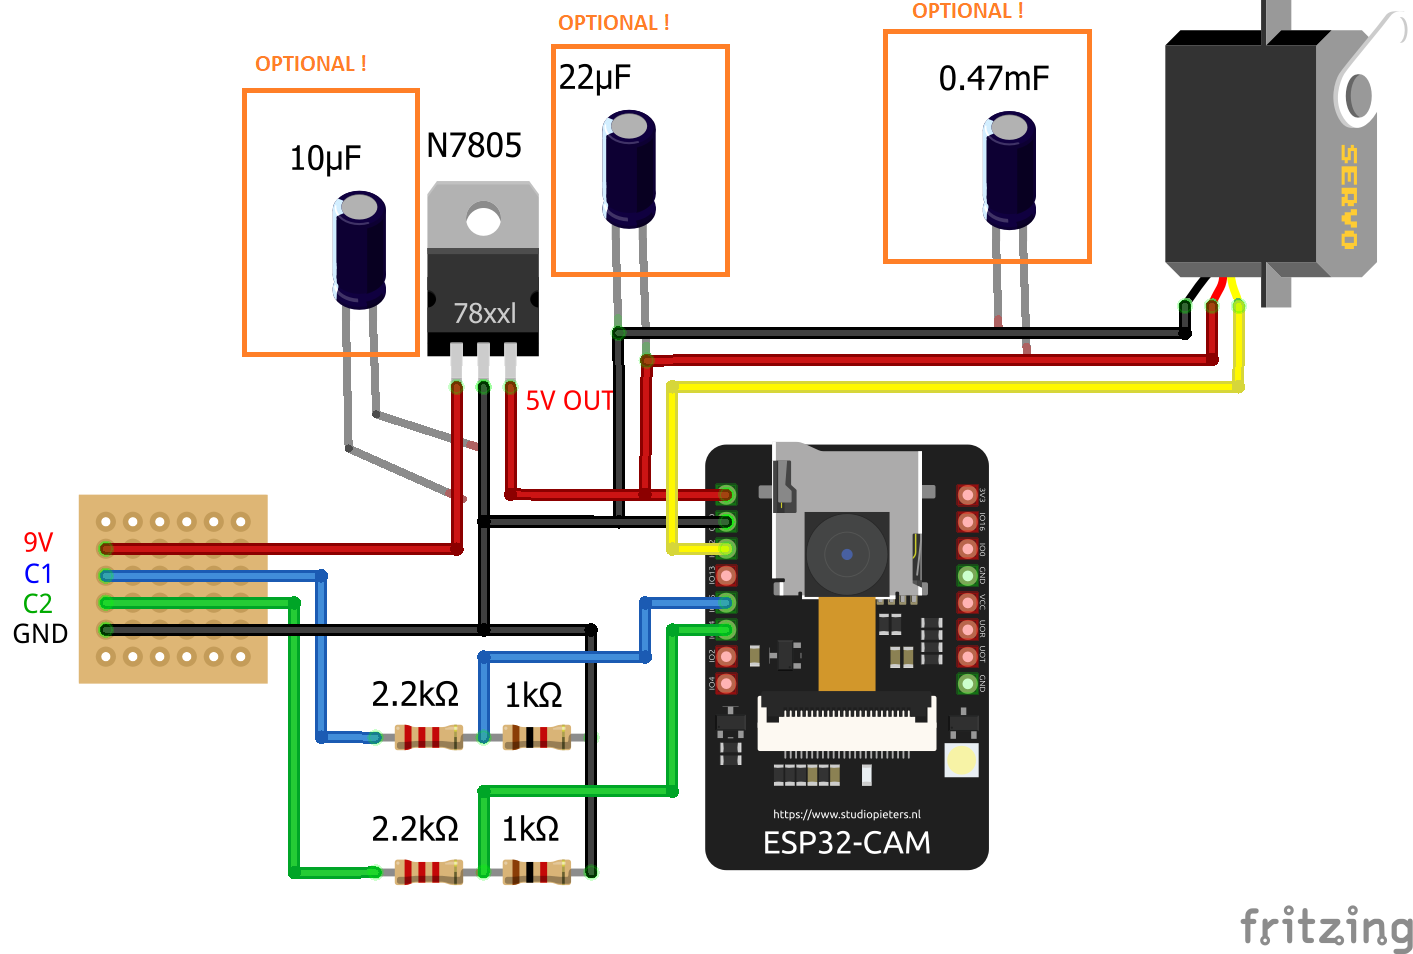 OPTIONAL !
OPTIONAL !
OPTIONAL !
10µF
N7805
22µF
0.47mF
SERVO
78xxl
5V OUT
9V
C1
C2
GND
2.2kΩ
1kΩ
2.2kΩ
1kΩ
IO13
IO2
IO4
3V3
IO16
IO0
GND
VCC
UOR
UOT
GND
https://www.studiopieters.nl
ESP32-CAM
fritzing